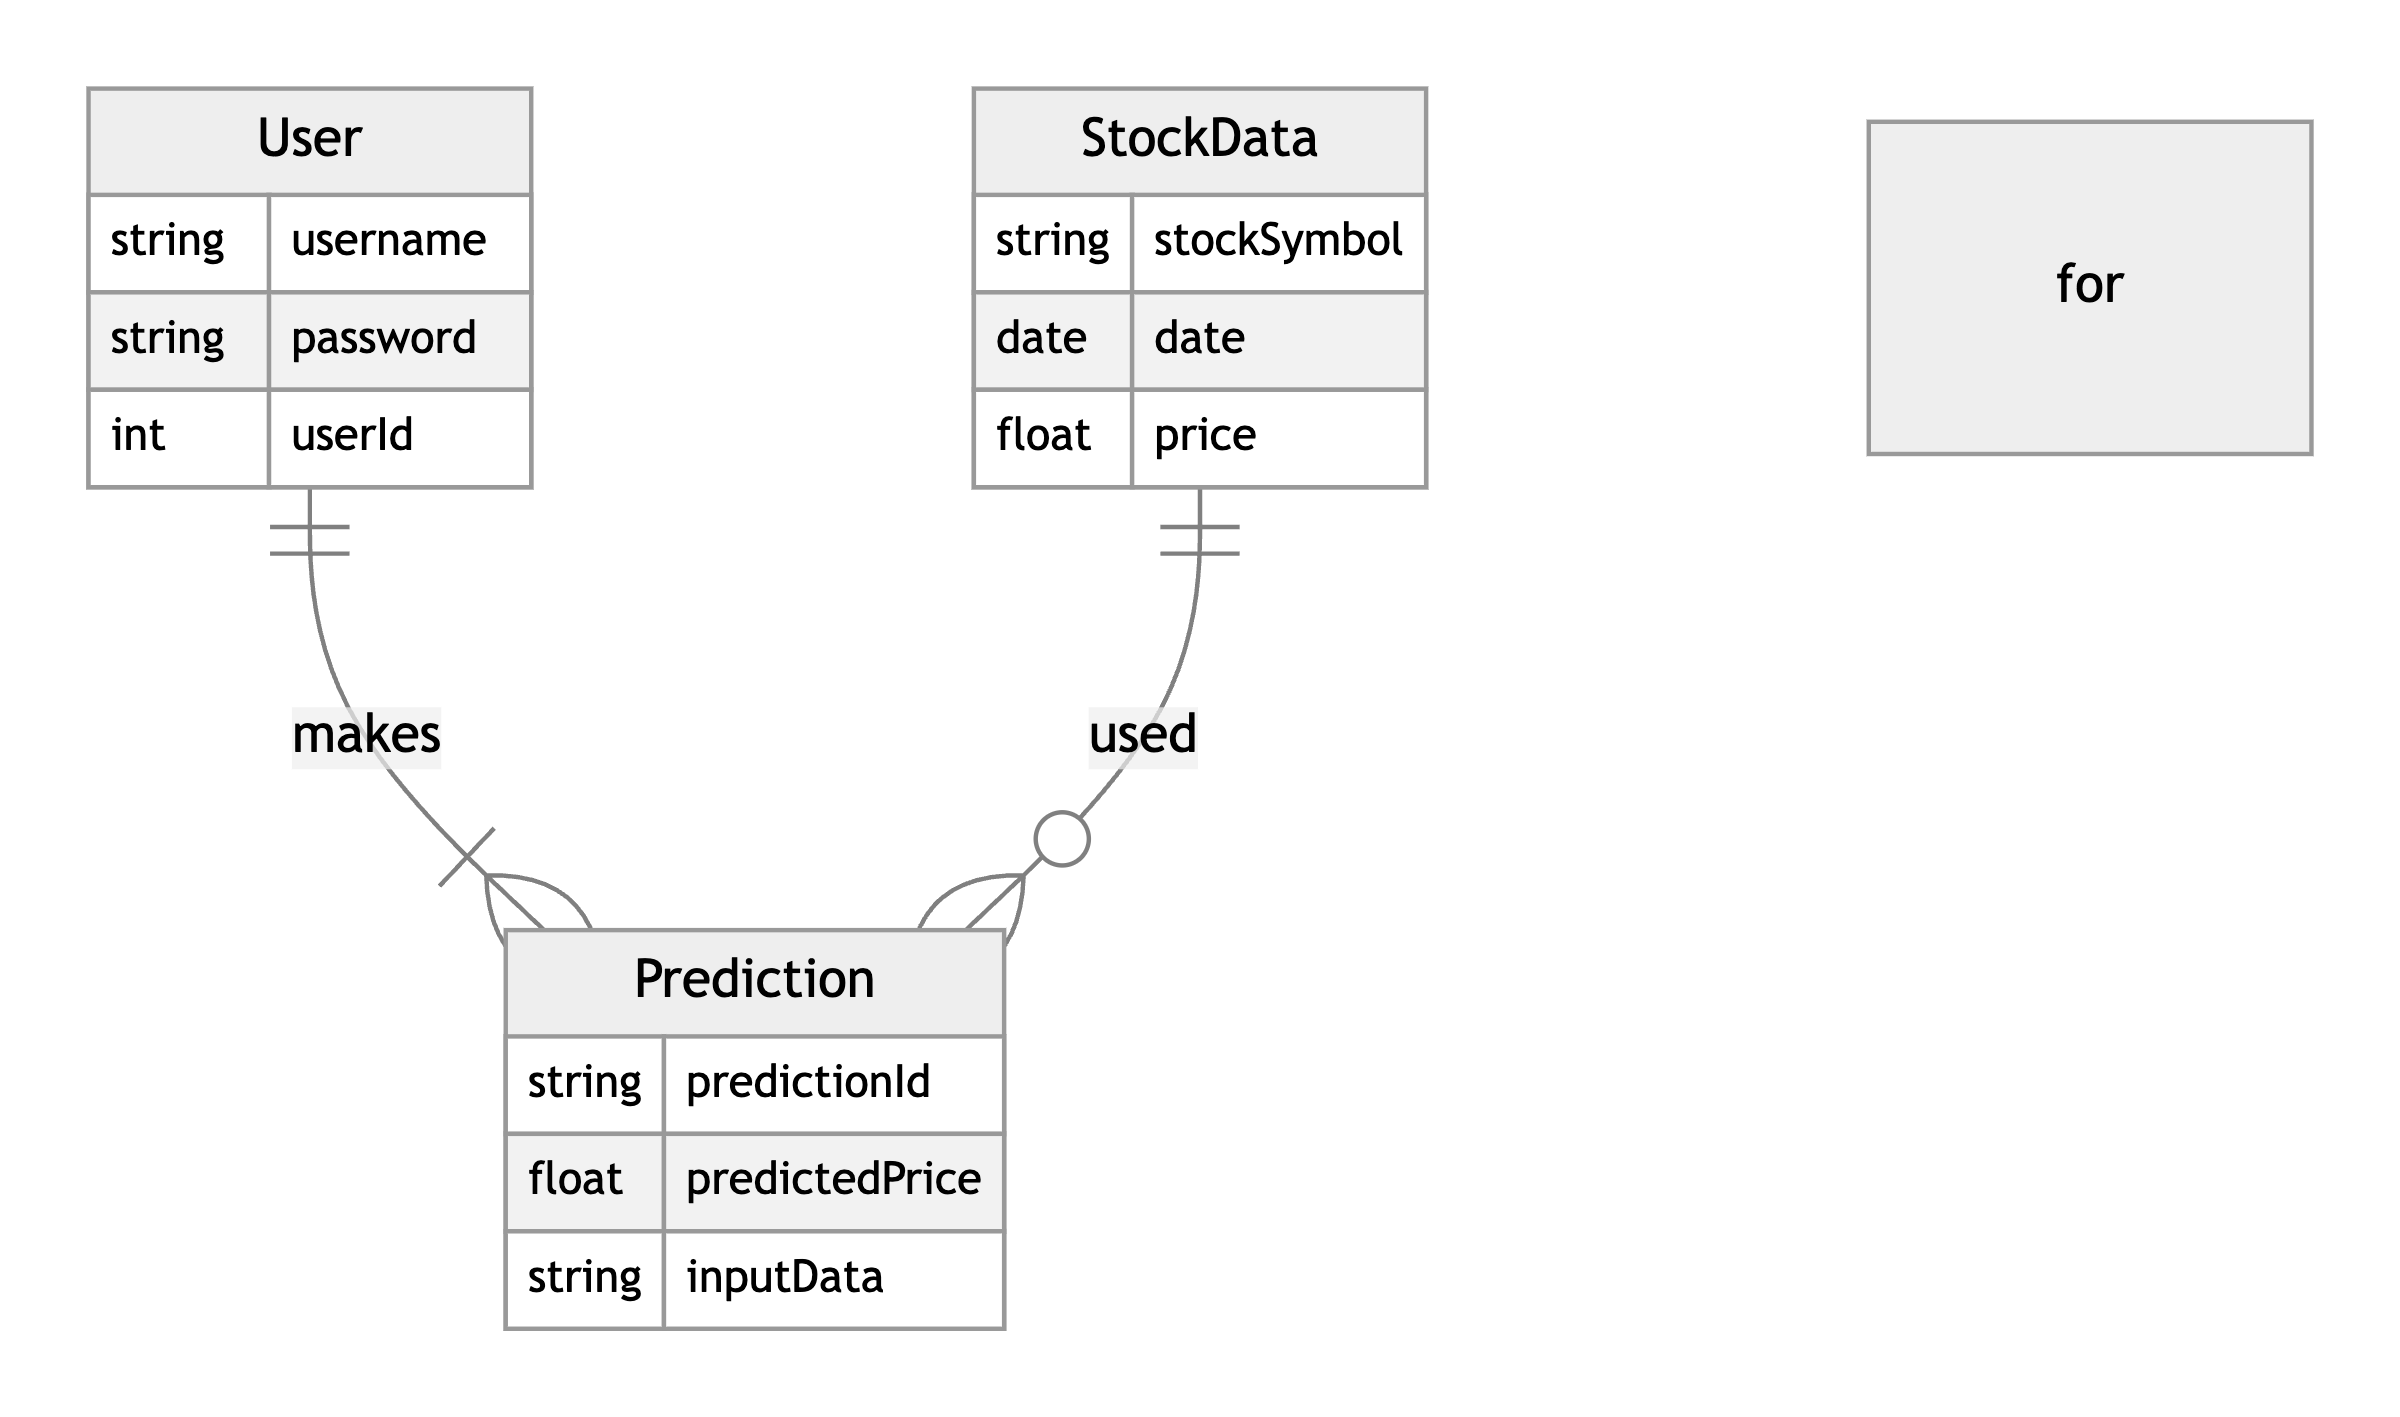 User
string username
string password
int userId
StockData
string stockSymbol
date date
float price
for
makes
used
Prediction
string predictionId
float predictedPrice
string inputData